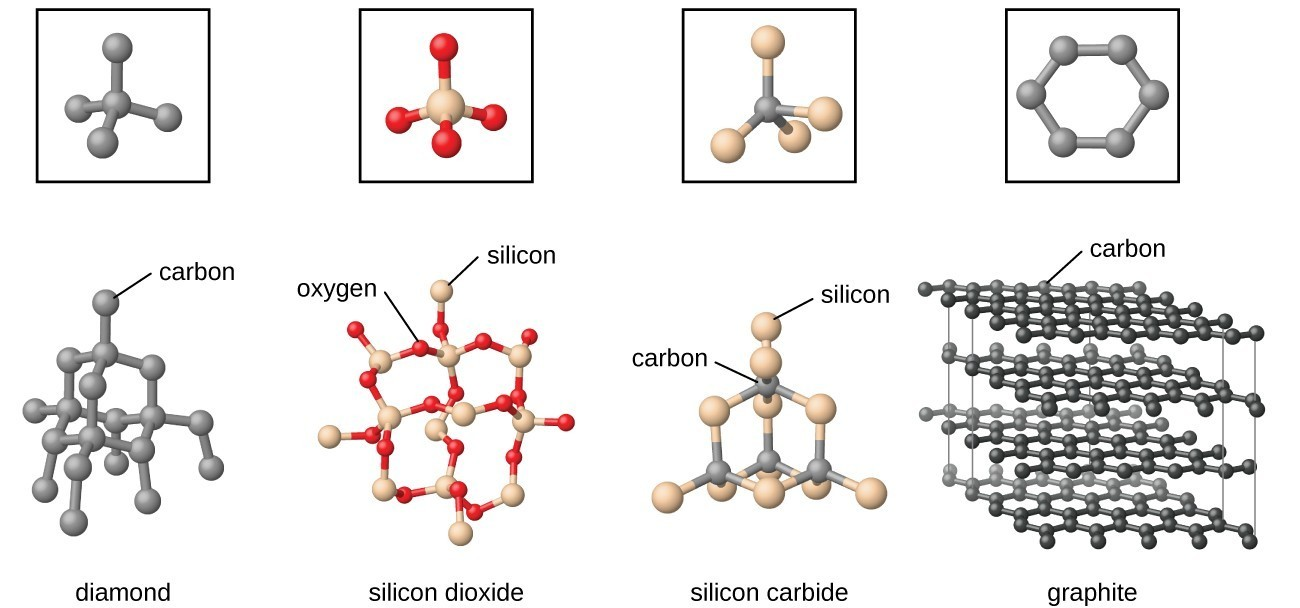 carbon
oxygen
silicon
carbon
silicon
carbon
diamond
silicon dioxide
silicon carbide
graphite